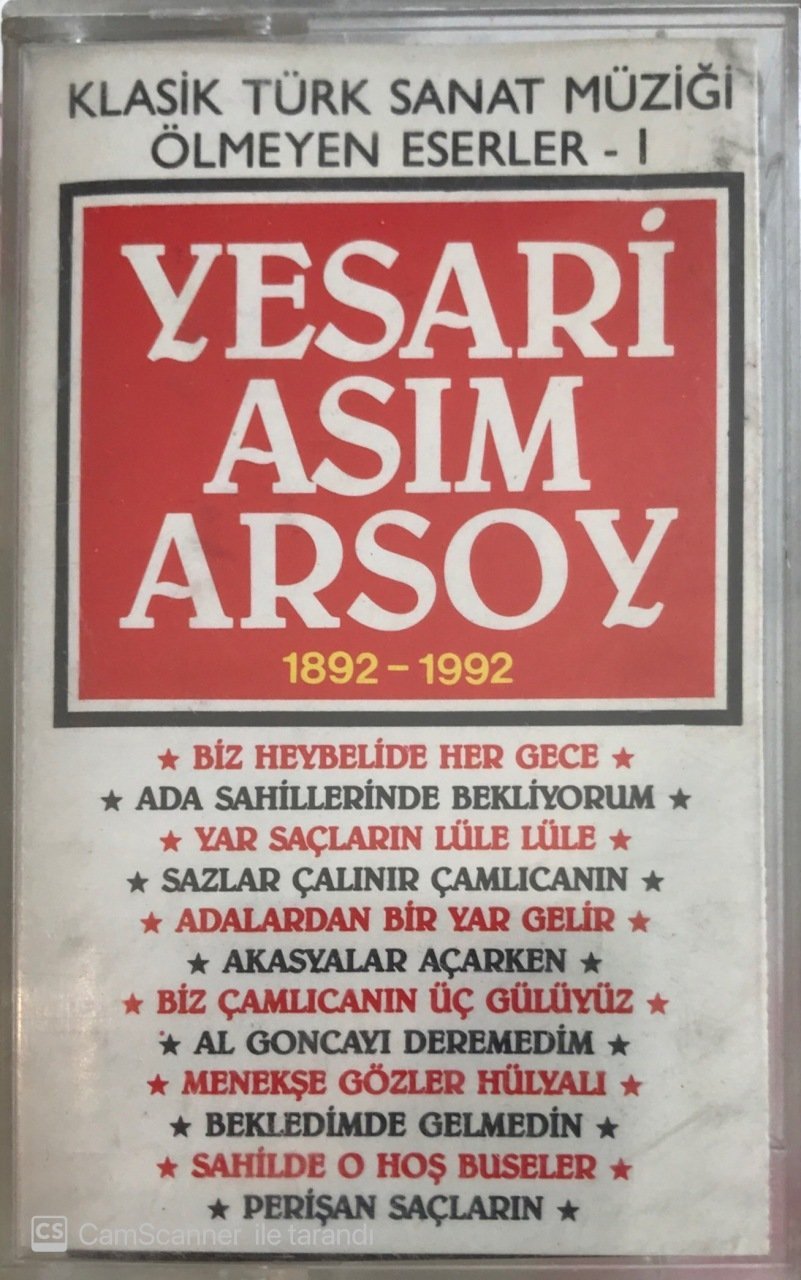 KLASİK TÜRK SANAT MÜZİĞİ
ÖLMEYEN ESERLER - I
YESARİ
ASIM
ARSOY
1892 - 1992
★ BİZ HEYBELİDE HER GECE ★
★ ADA SAHİLLERİNDE BEKLİYORUM ★
★ YAR SAÇLARIN LÜLE LÜLE ★
★ SAZLAR ÇALINIR ÇAMLICANIN ★
★ ADALARDAN BİR YAR GELİR ★
★ AKASYALAR AÇARKEN ★
★ BİZ ÇAMLICANIN ÜÇ GÜLÜYÜZ ★
★ AL GONCAYI DEREMEDİM ★
★ MENEKŞE GÖZLER HÜLYALI ★
★ BEKLEDİMDE GELMEDİN ★
★ SAHİLDE O HOŞ BUSELER ★
★ PERİŞAN SAÇLARIN ★
CS CamScanner ile tarandı